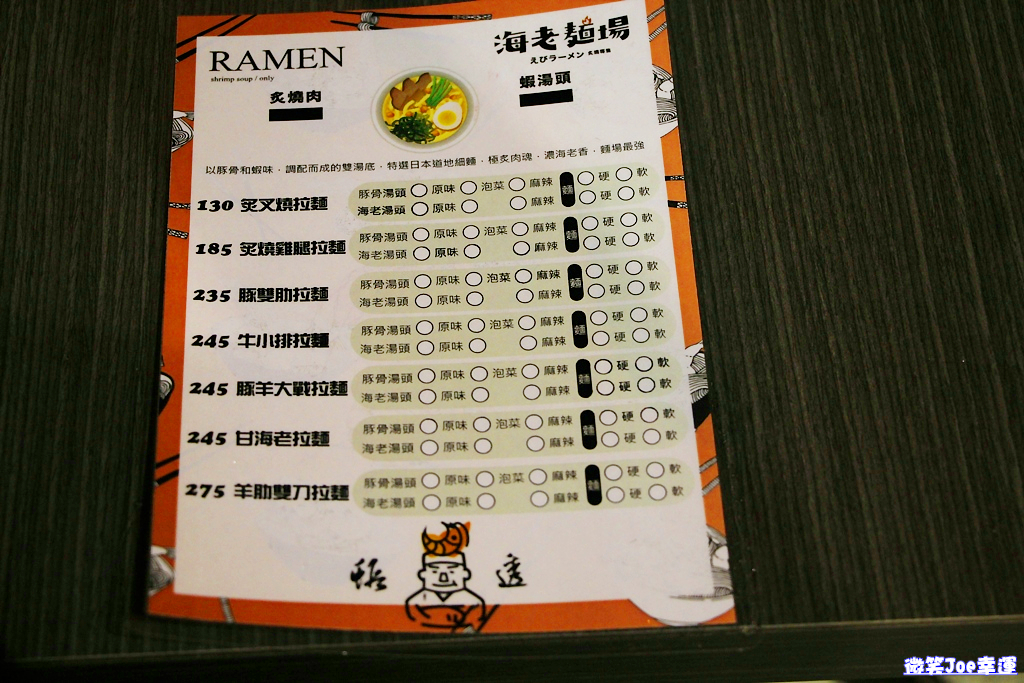 RAMEN
shrimp soup / only
海老麵場
えびラーメン 炙燒專賣
炙燒肉
蝦湯頭
以豚骨和蝦味，調配而成的雙湯底，特選日本道地細麵，極炙肉魂，濃海老香，麵場最強
130 炙叉燒拉麵 豚骨湯頭 原味 泡菜 麻辣 麵 硬 軟
海老湯頭 原味 麻辣 硬 軟
185 炙燒雞腿拉麵 豚骨湯頭 原味 泡菜 麻辣 麵 硬 軟
海老湯頭 原味 麻辣 硬 軟
235 豚雙肋拉麵 豚骨湯頭 原味 泡菜 麻辣 麵 硬 軟
海老湯頭 原味 麻辣 硬 軟
245 牛小排拉麵 豚骨湯頭 原味 泡菜 麻辣 麵 硬 軟
海老湯頭 原味 麻辣 硬 軟
245 豚羊大戰拉麵 豚骨湯頭 原味 泡菜 麻辣 麵 硬 軟
海老湯頭 原味 麻辣 硬 軟
245 甘海老拉麵 豚骨湯頭 原味 泡菜 麻辣 麵 硬 軟
海老湯頭 原味 麻辣 硬 軟
275 羊肋雙刀拉麵 豚骨湯頭 原味 泡菜 麻辣 麵 硬 軟
海老湯頭 原味 麻辣 硬 軟
微笑Joe幸運